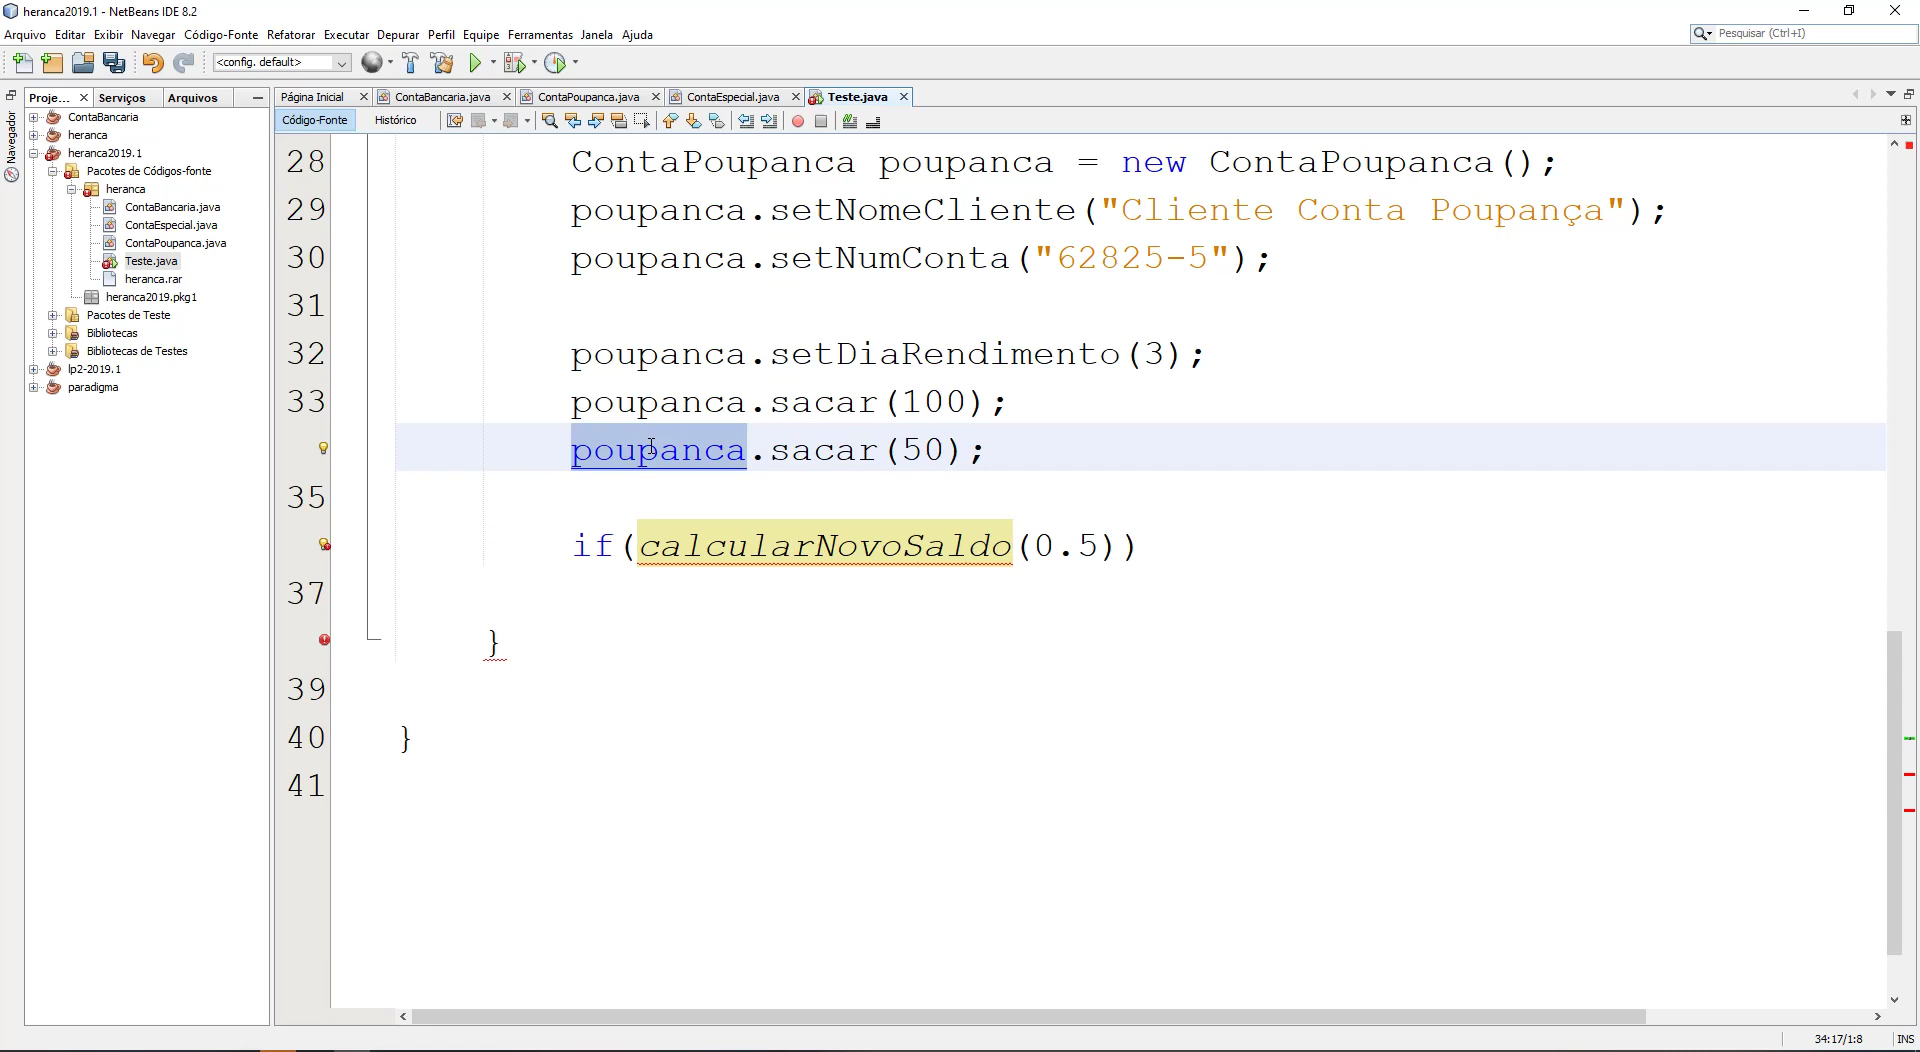 heranca2019.1 - NetBeans IDE 8.2
Arquivo Editar Exibir Navegar Código-Fonte Refatorar Executar Depurar Perfil Equipe Ferramentas Janela Ajuda
Pesquisar (Ctrl+I)
<config. default>
Proje... Serviços Arquivos
Página Inicial ContaBancaria.java ContaPoupanca.java ContaEspecial.java Teste.java
Código-Fonte Histórico
Navegador
ContaBancaria
heranca
heranca2019.1
Pacotes de Códigos-fonte
heranca
ContaBancaria.java
ContaEspecial.java
ContaPoupanca.java
Teste.java
heranca.rar
heranca2019.pkg1
Pacotes de Teste
Bibliotecas
Bibliotecas de Testes
lp2-2019.1
paradigma
28 ContaPoupanca poupanca = new ContaPoupanca();
29 poupanca.setNomeCliente("Cliente Conta Poupança");
30 poupanca.setNumConta("62825-5");
31
32 poupanca.setDiaRendimento(3);
33 poupanca.sacar(100);
poupanca.sacar(50);
35
if(calcularNovoSaldo(0.5))
37
}
39
40 }
41
34:17/1:8 INS